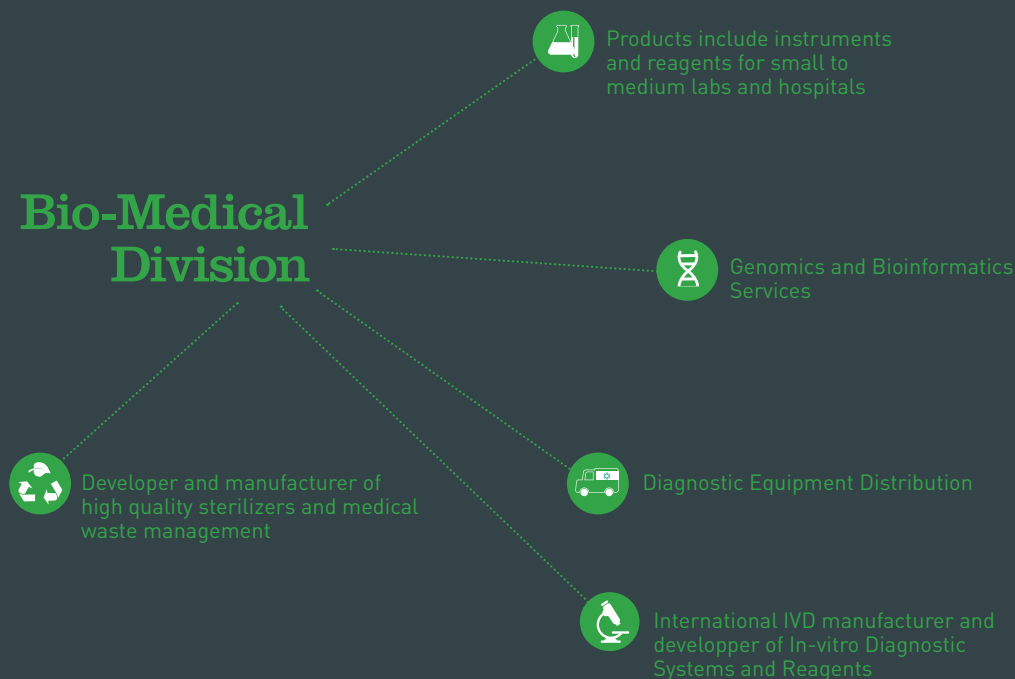 Products include instruments
and reagents for small to
medium labs and hospitals
Bio-Medical
Division
Genomics and Bioinformatics
Services
Developer and manufacturer of
high quality sterilizers and medical
waste management
Diagnostic Equipment Distribution
International IVD manufacturer and
developper of In-vitro Diagnostic
Systems and Reagents